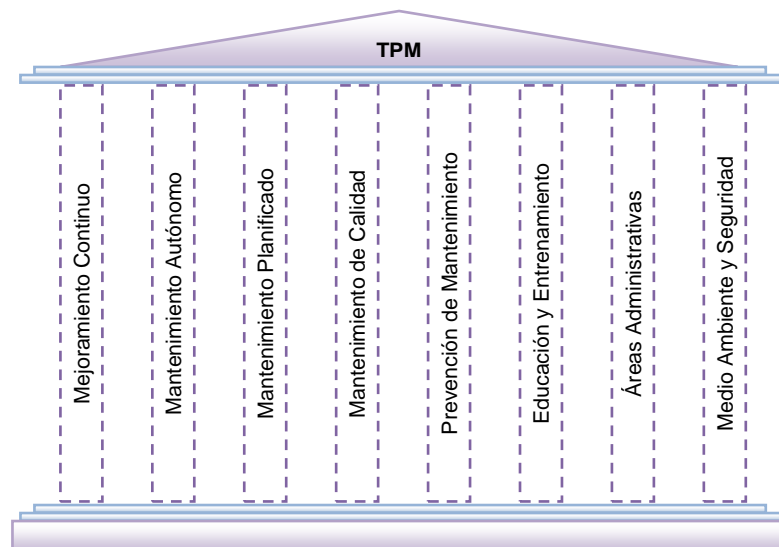 TPM
Mejoramiento Continuo
Mantenimiento Autónomo
Mantenimiento Planificado
Mantenimiento de Calidad
Prevención de Mantenimiento
Educación y Entrenamiento
Áreas Administrativas
Medio Ambiente y Seguridad